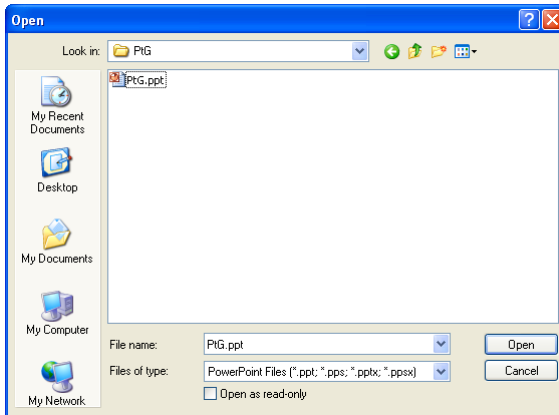 Open
Look in:
PtG
PtG.ppt
My Recent
Documents
Desktop
My Documents
My Computer
My Network
File name:
PtG.ppt
Open
Files of type:
PowerPoint Files (*.ppt; *.pps; *.pptx; *.ppsx)
Cancel
Open as read-only